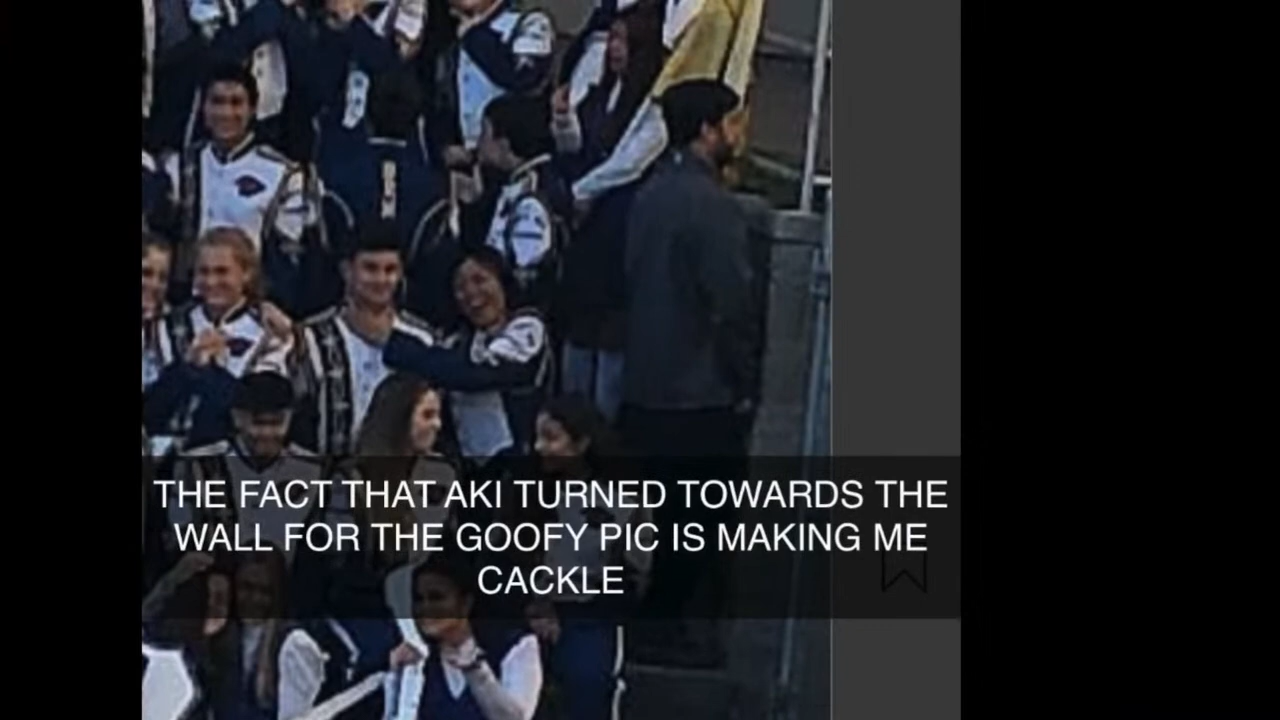 THE FACT THAT AKI TURNED TOWARDS THE
WALL FOR THE GOOFY PIC IS MAKING ME
CACKLE